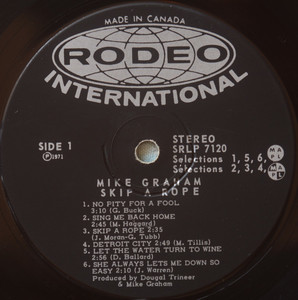 MADE IN CANADA
RODEO
INTERNATIONAL
SIDE 1
Ⓟ1971
STEREO
SRLP 7120
Selections 1, 5, 6,
Selections 2, 3, 4,
MAPL
MAPL
MIKE GRAHAM
SKIP A ROPE
1. NO PITY FOR A FOOL
3:10 (G. Buck)
2. SING ME BACK HOME
2:45 (M. Haggard)
3. SKIP A ROPE 2:35
(J. Moran-G. Tubb)
4. DETROIT CITY 2:49 (M. Tillis)
5. LET THE WATER TURN TO WINE
2:56 (D. Ballard)
6. SHE ALWAYS LETS ME DOWN SO
EASY 2:10 (J. Warren)
Produced by Dougal Trineer
& Mike Graham